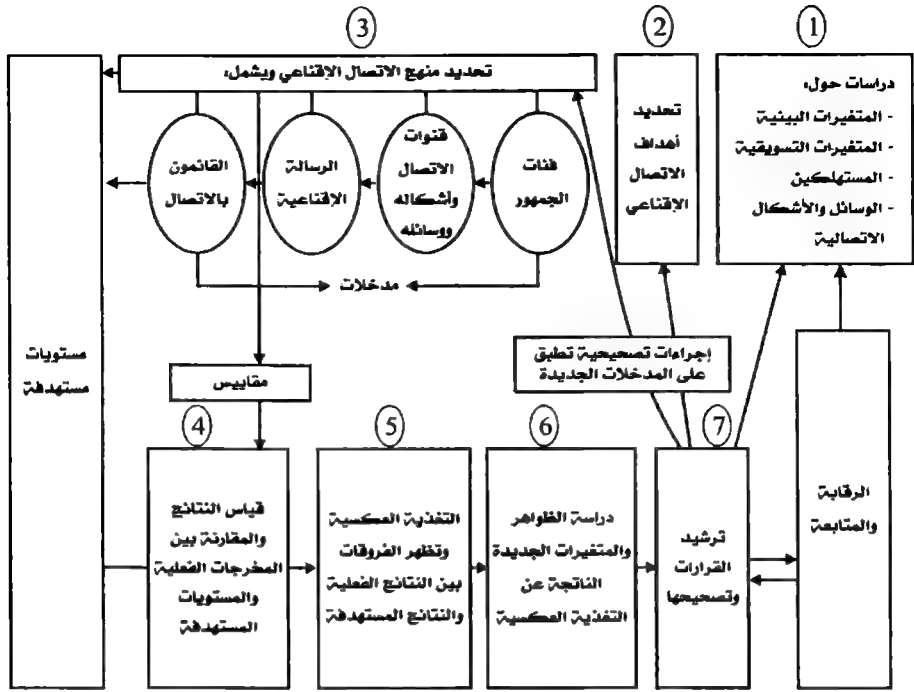 1
دراسات حول:
- المتغيرات البينية
- المتغيرات التسويقية
- المستهلكين
- الوسائل والأشكال
الاتصالية
2
تحديد
أهداف
الاتصال
الإقناعي
3
تحديد منهج الاتصال الإقناعي ويشمل:
فئات
الجمهور
قنوات
الاتصال
وأشكاله
ووسائله
الرسالة
الإقناعية
القائمون
بالاتصال
مدخلات
مستويات
مستهدفة
مقاييس
إجراءات تصحيحية تطبق
على المدخلات الجديدة
4
قياس النتائج
والمقارنة بين
المخرجات الفعلية
والمستويات
المستهدفة
5
التغذية العكسية
وتظهر الفروقات
بين النتائج الفعلية
والنتائج المستهدفة
6
دراسة الظواهر
والمتغيرات الجديدة
الناتجة عن
التغذية العكسية
7
ترشيد
القرارات
وتصحيحها
الرقابة
والمتابعة